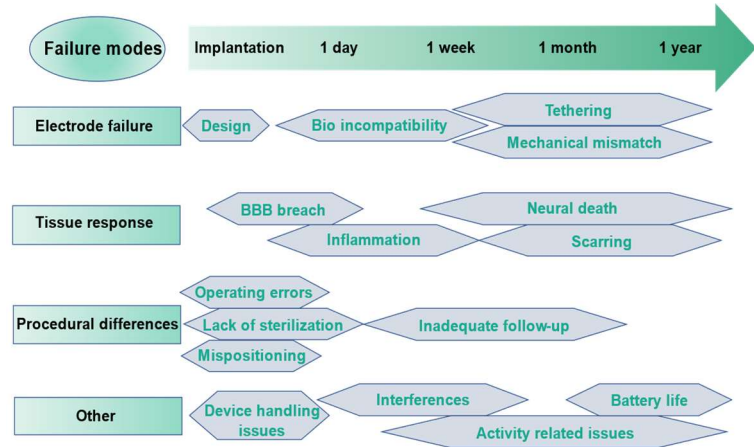 Failure modes
Implantation 1 day 1 week 1 month 1 year
Electrode failure
Design
Bio incompatibility
Tethering
Mechanical mismatch
Tissue response
BBB breach
Neural death
Inflammation
Scarring
Procedural differences
Operating errors
Lack of sterilization
Inadequate follow-up
Mispositioning
Other
Device handling
issues
Interferences
Battery life
Activity related issues